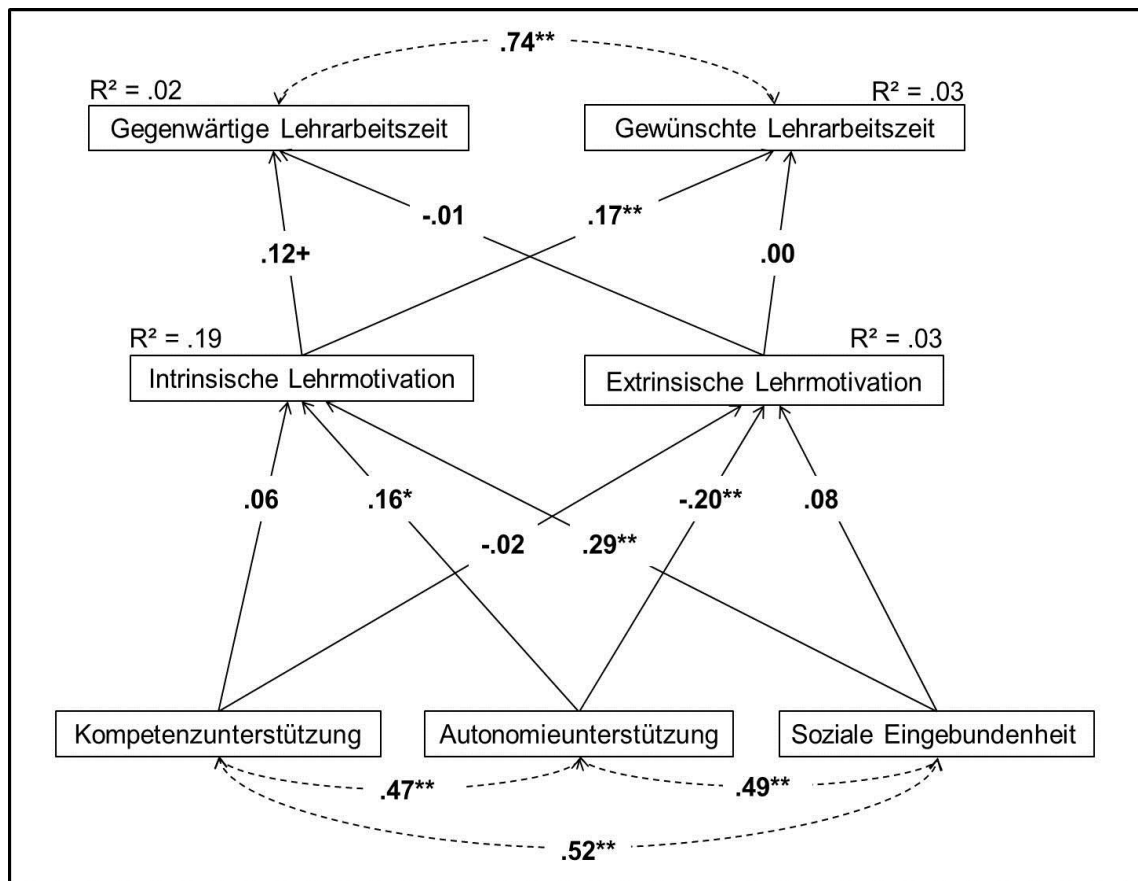 .74**
R² = .02
R² = .03
Gegenwärtige Lehrarbeitszeit
Gewünschte Lehrarbeitszeit
-.01
.17**
.12+
.00
R² = .19
R² = .03
Intrinsische Lehrmotivation
Extrinsische Lehrmotivation
.06
.16*
-.20**
.08
-.02
.29**
Kompetenzunterstützung
Autonomieunterstützung
Soziale Eingebundenheit
.47**
.49**
.52**